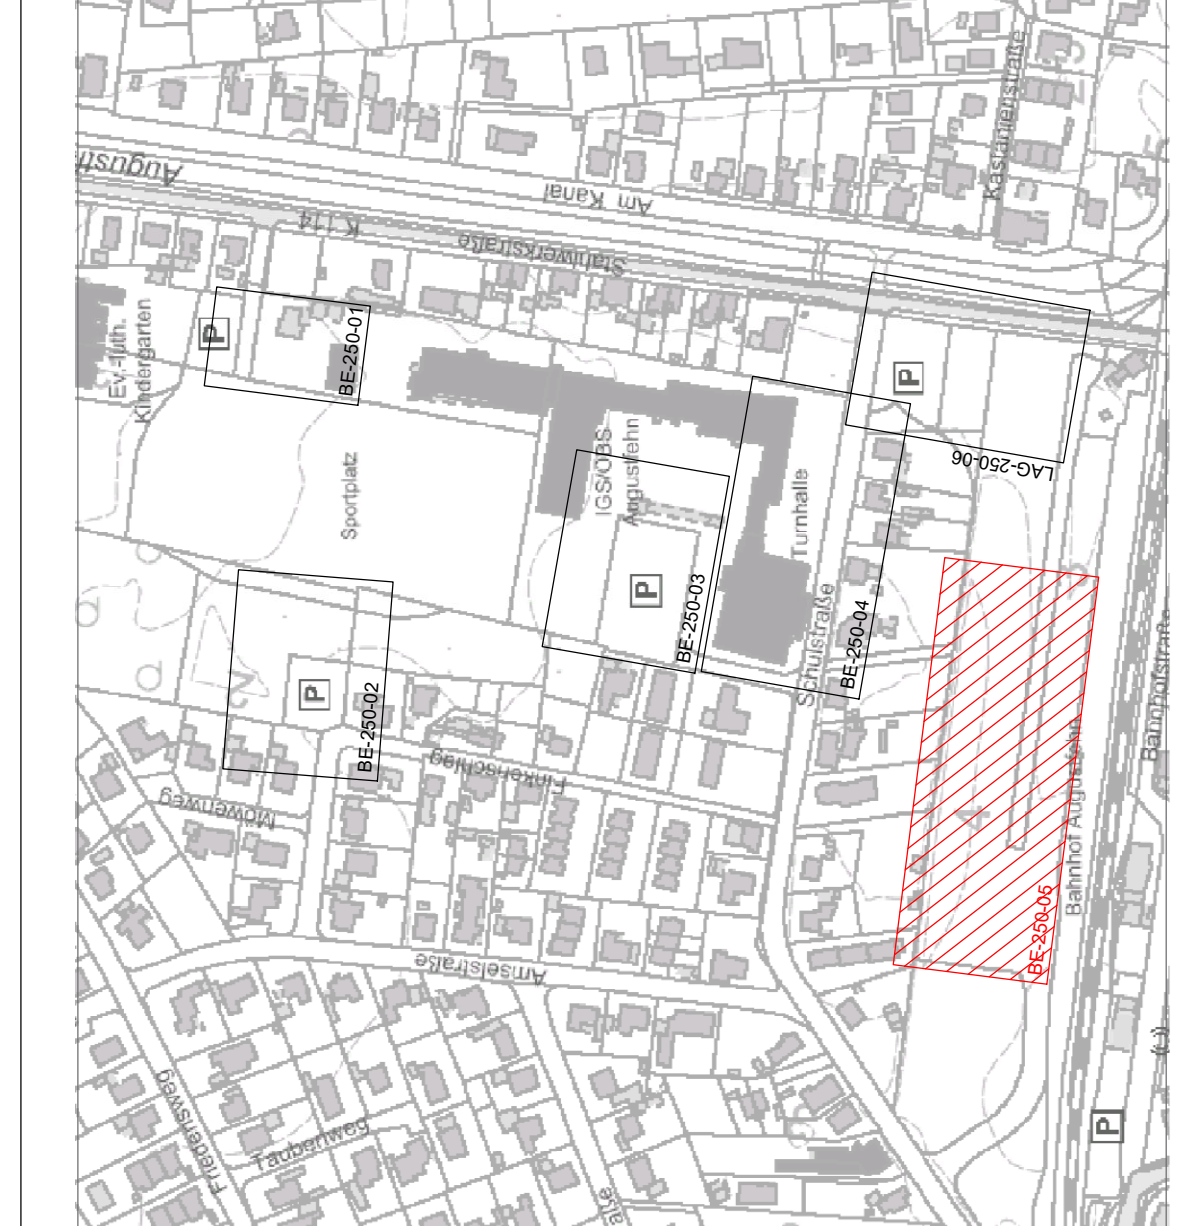 Augustf
Am Kanal
K 114
Stahlwerkstraße
Kastanienstraße
Ev.-luth.
Kindergarten
P
BE-250-01
Sportplatz
IGS/OBS
Augustfehn
P
BE-250-03
Turnhalle
Schulstraße
BE-250-04
P
LAG-250-06
P
BE-250-02
Finkenschlag
Möwenweg
Amselstraße
Friedensweg
Taubenweg
aße
BE-250-05
Bahnhof Augustfehn
Bahnhofstraße
P